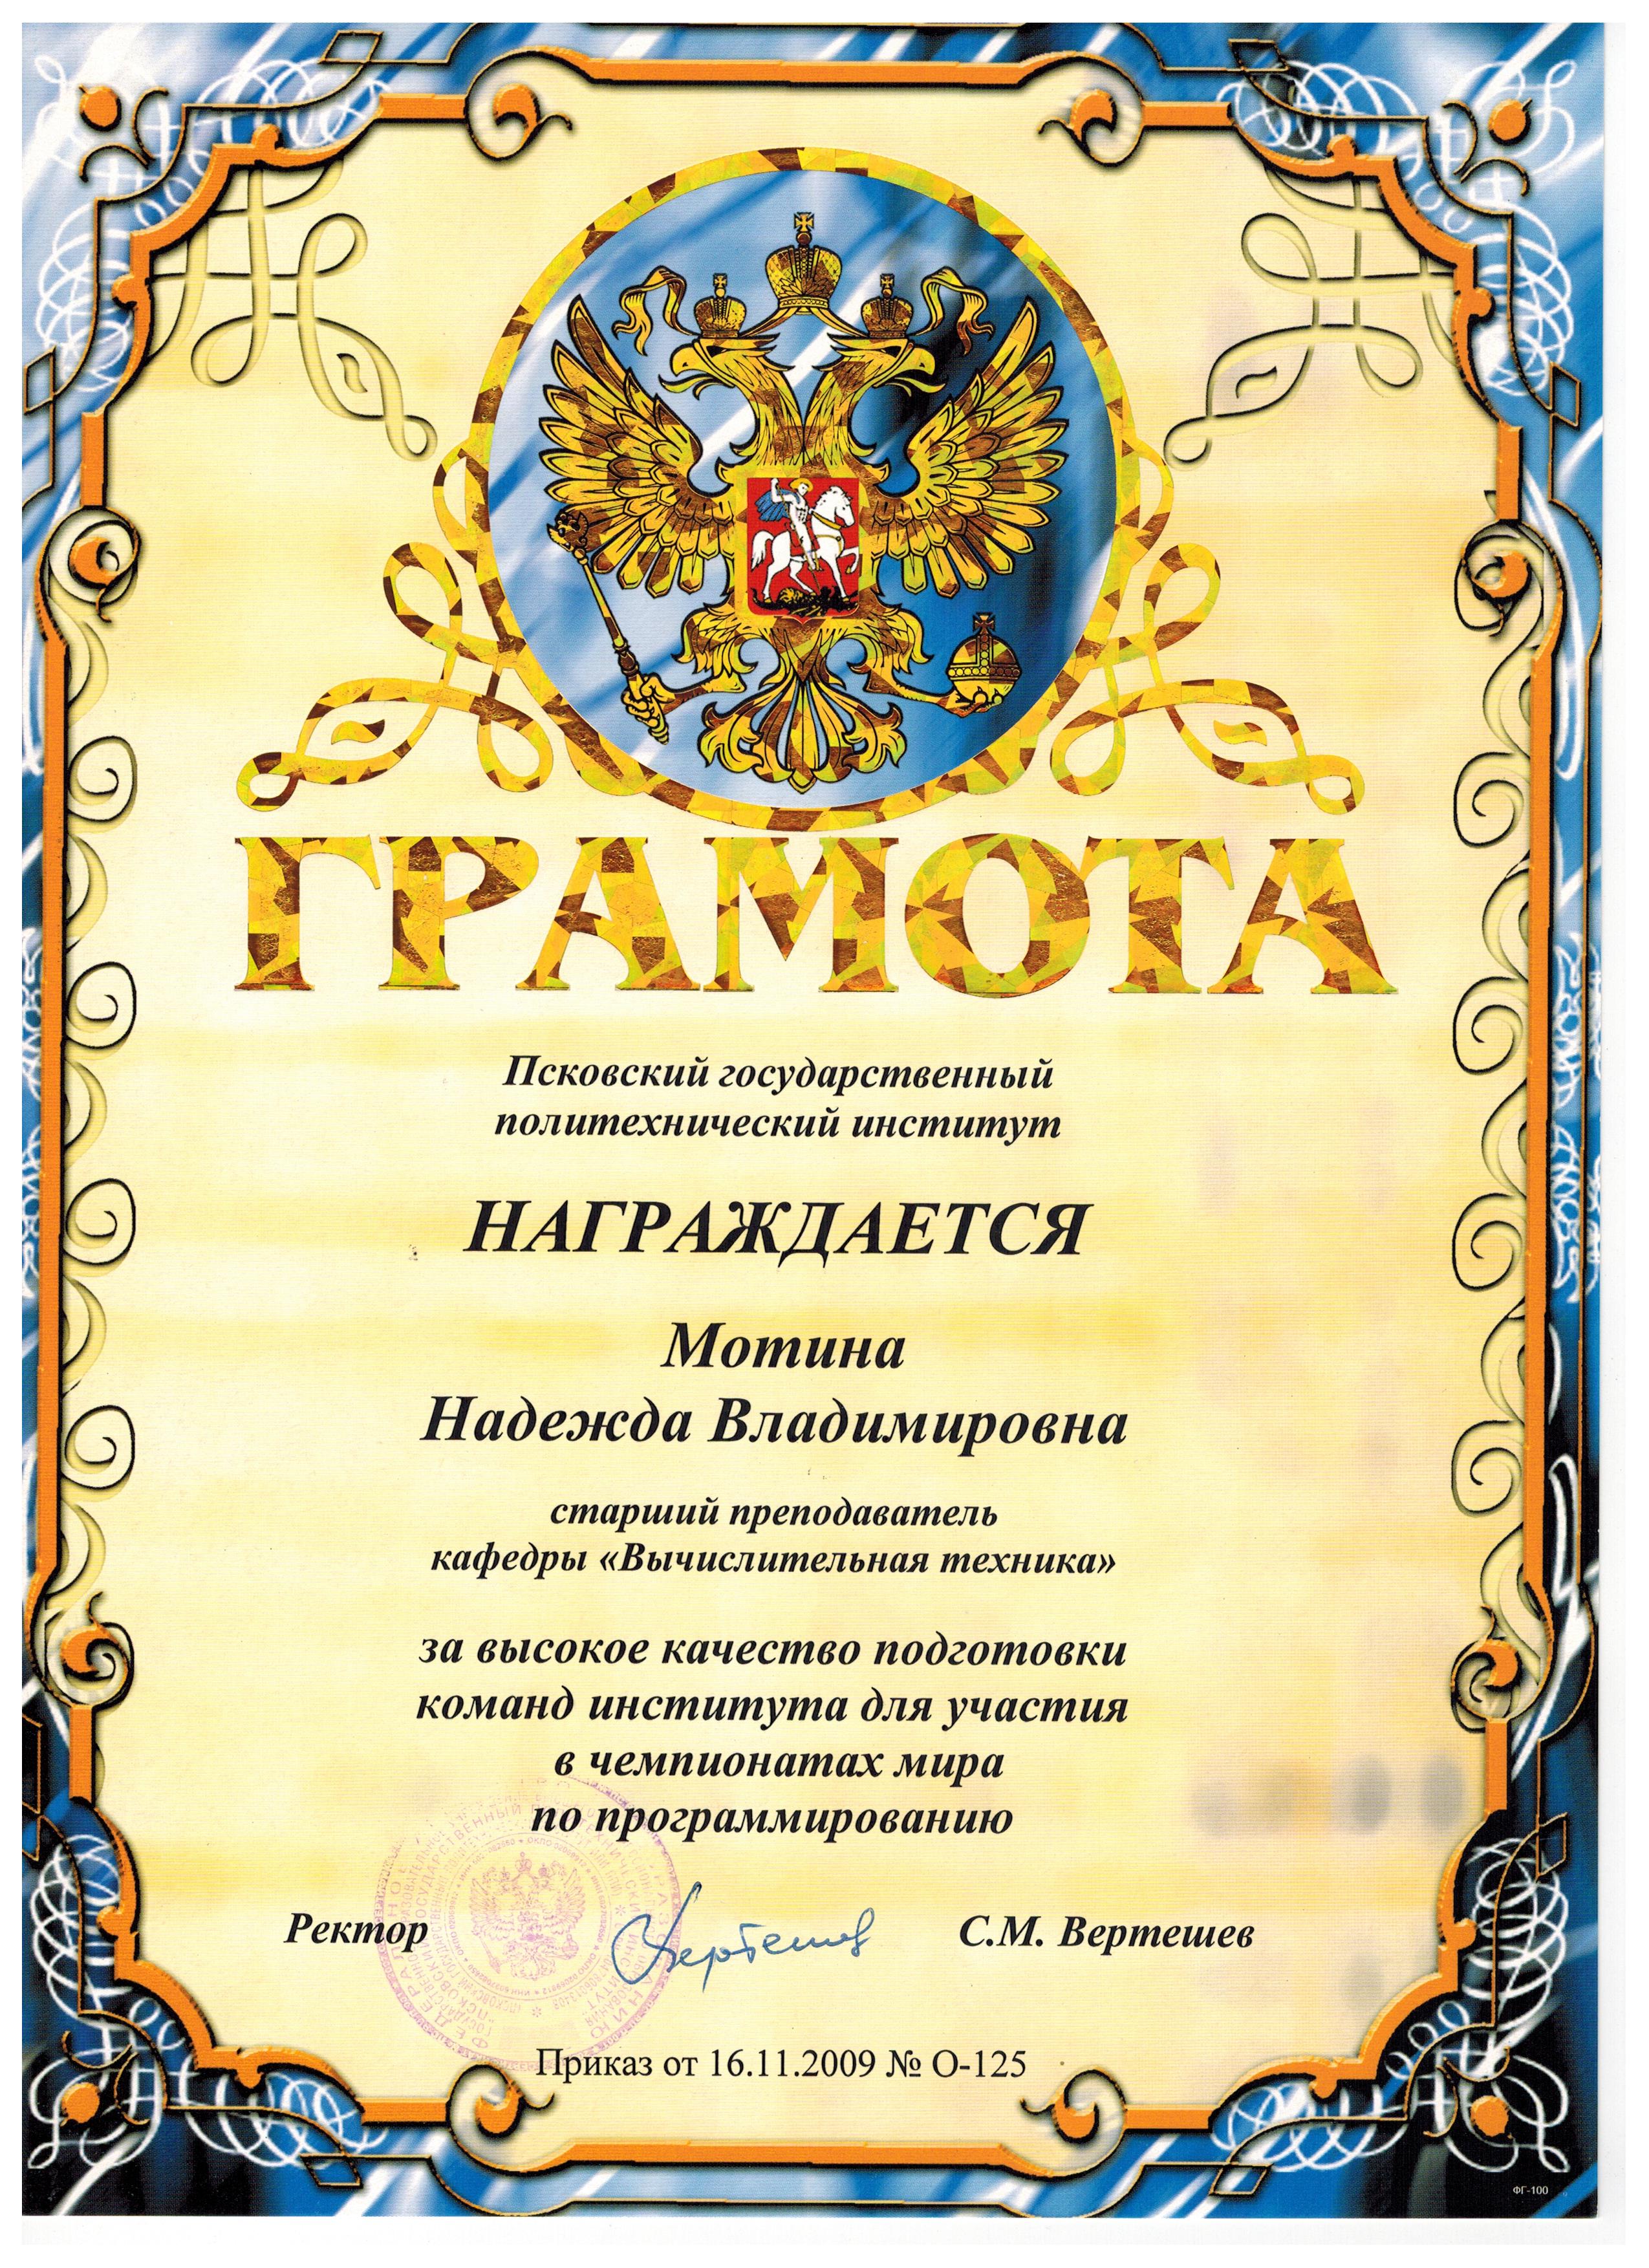 ГРАМОТА
Псковский государственный
политехнический институт
НАГРАЖДАЕТСЯ
Мотина
Надежда Владимировна
старший преподаватель
кафедры «Вычислительная техника»
за высокое качество подготовки
команд института для участия
в чемпионатах мира
по программированию
Ректор
С.М. Вертешев
Приказ от 16.11.2009 № О-125
ФГ-100